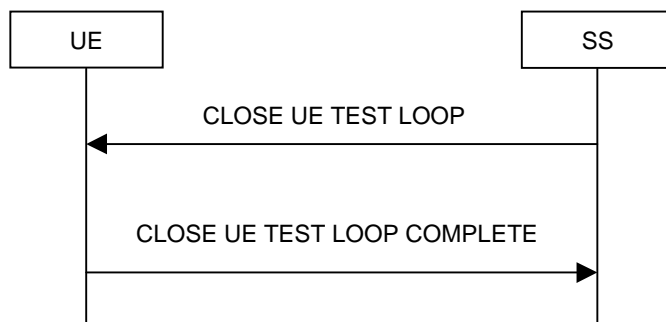 UE
SS
CLOSE UE TEST LOOP
CLOSE UE TEST LOOP COMPLETE